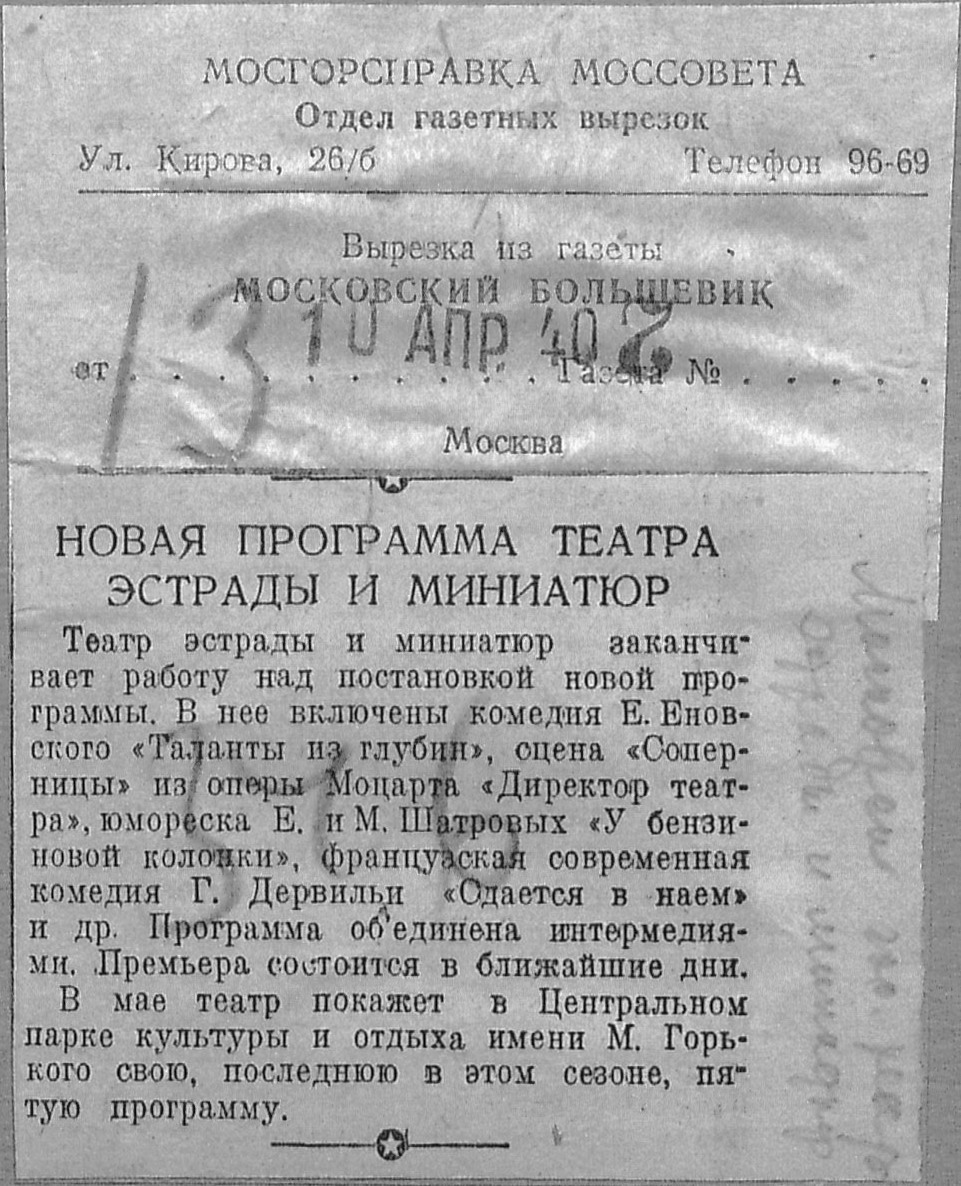 МОСГОРСПРАВКА МОССОВЕТА
Отдел газетных вырезок
Ул. Кирова, 26/б Телефон 96-69
Вырезка из газеты
МОСКОВСКИЙ БОЛЬШЕВИК
13
10 АПР 40
от . . . . . . . . . . . . Газета № . . . . . .
Москва
НОВАЯ ПРОГРАММА ТЕАТРА
ЭСТРАДЫ И МИНИАТЮР
Театр эстрады и миниатюр заканчи-
вает работу над постановкой новой про-
граммы. В нее включены комедия Е. Енов-
ского «Таланты из глубин», сцена «Сопер-
ницы» из оперы Моцарта «Директор теат-
ра», юмореска Е. и М. Шатровых «У бензи-
новой колонки», французская современная
комедия Г. Дервильи «Сдается в наем»
и др. Программа об'единена интермедия-
ми. Премьера состоится в ближайшие дни.
В мае театр покажет в Центральном
парке культуры и отдыха имени М. Горь-
кого свою, последнюю в этом сезоне, пя-
тую программу.